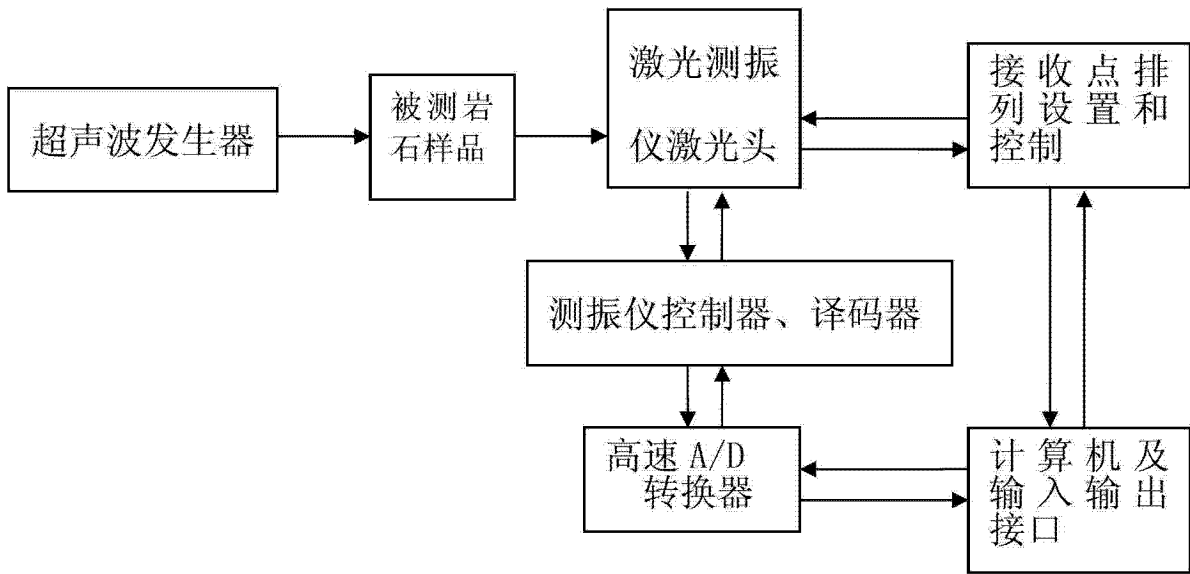 超声波发生器
被测岩
石样品
激光测振
仪激光头
接收点排
列设置和
控制
测振仪控制器、译码器
高速A/D
转换器
计算机及
输入输出
接口